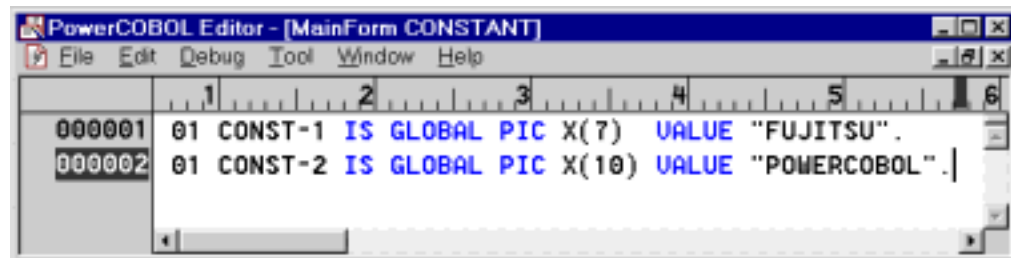 PowerCOBOL Editor - [MainForm CONSTANT]
File Edit Debug Tool Window Help
1 2 3 4 5 6
000001 01 CONST-1 IS GLOBAL PIC X(7) VALUE "FUJITSU".
000002 01 CONST-2 IS GLOBAL PIC X(10) VALUE "POWERCOBOL".